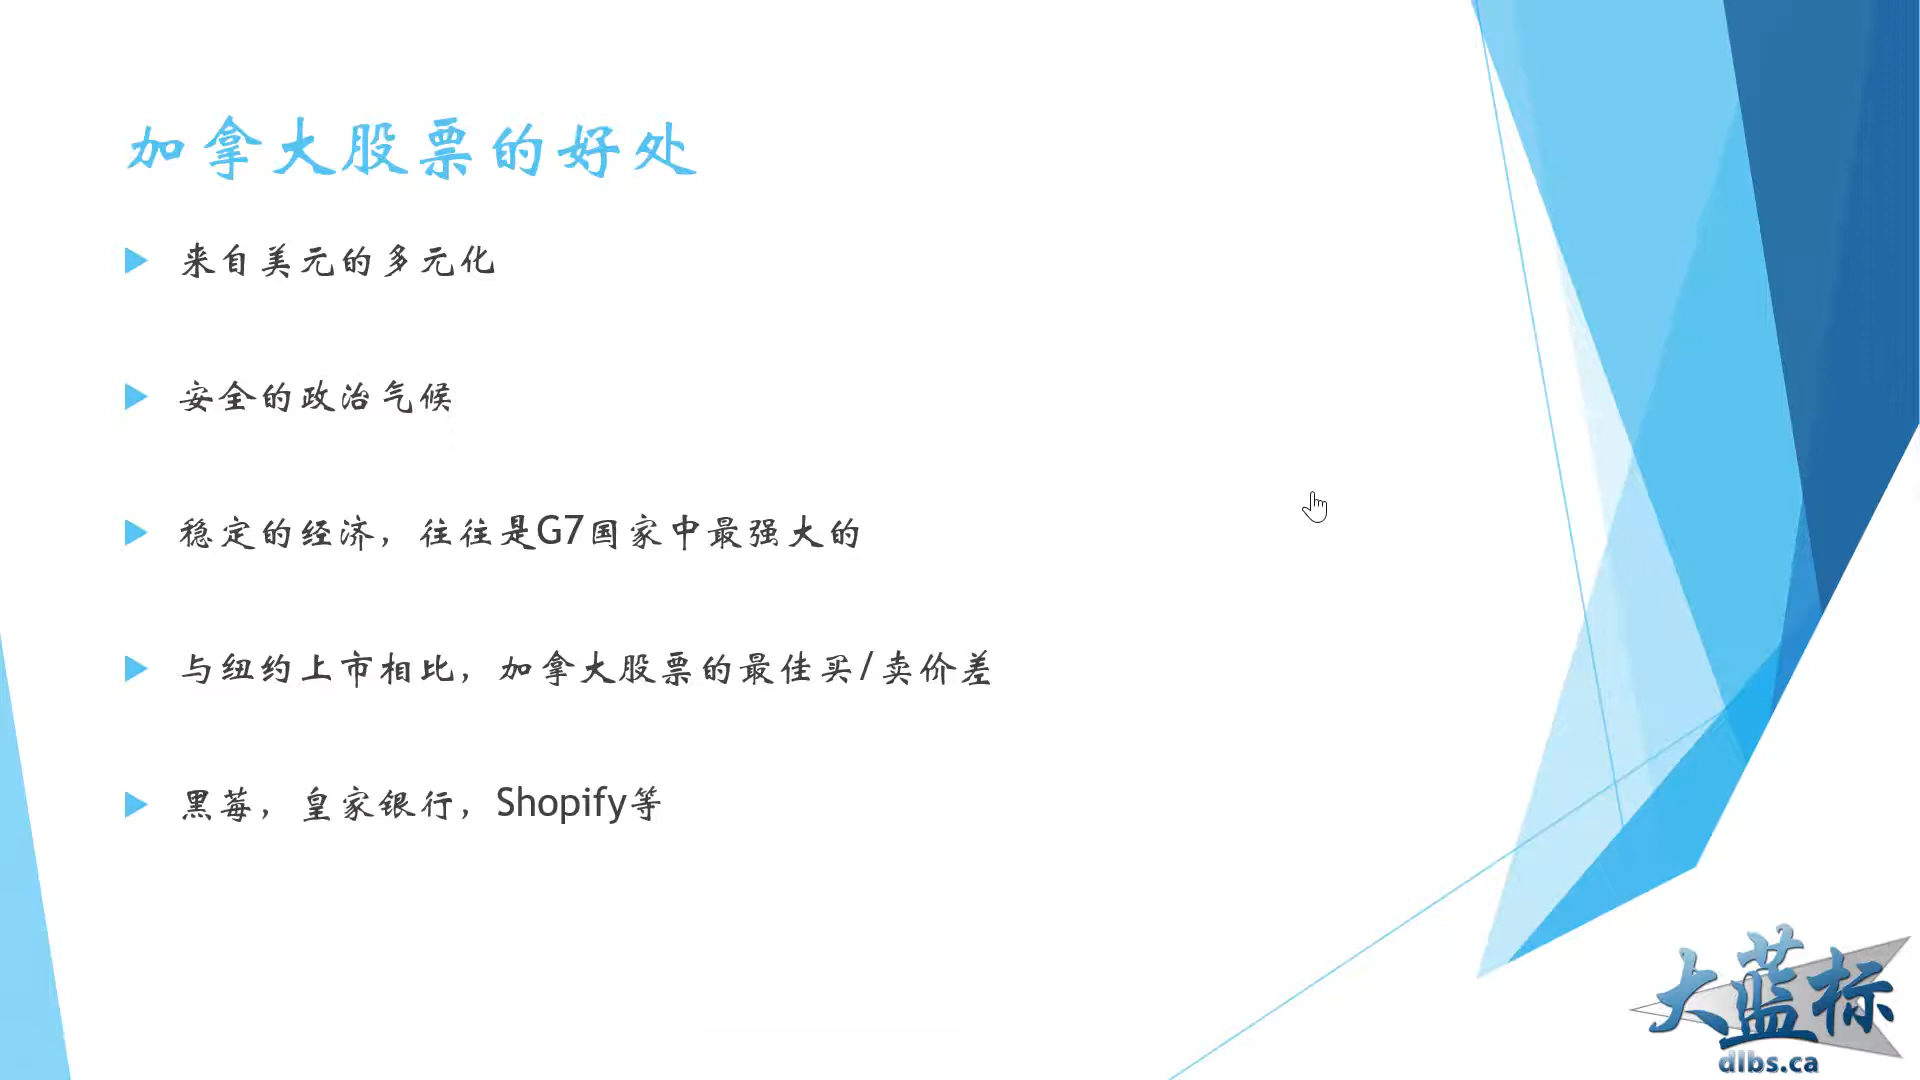 加拿大股票的好处
来自美元的多元化
安全的政治气候
稳定的经济，往往是G7国家中最强大的
与纽约上市相比，加拿大股票的最佳买/卖价差
黑莓，皇家银行，Shopify等
大蓝标
dlbs.ca